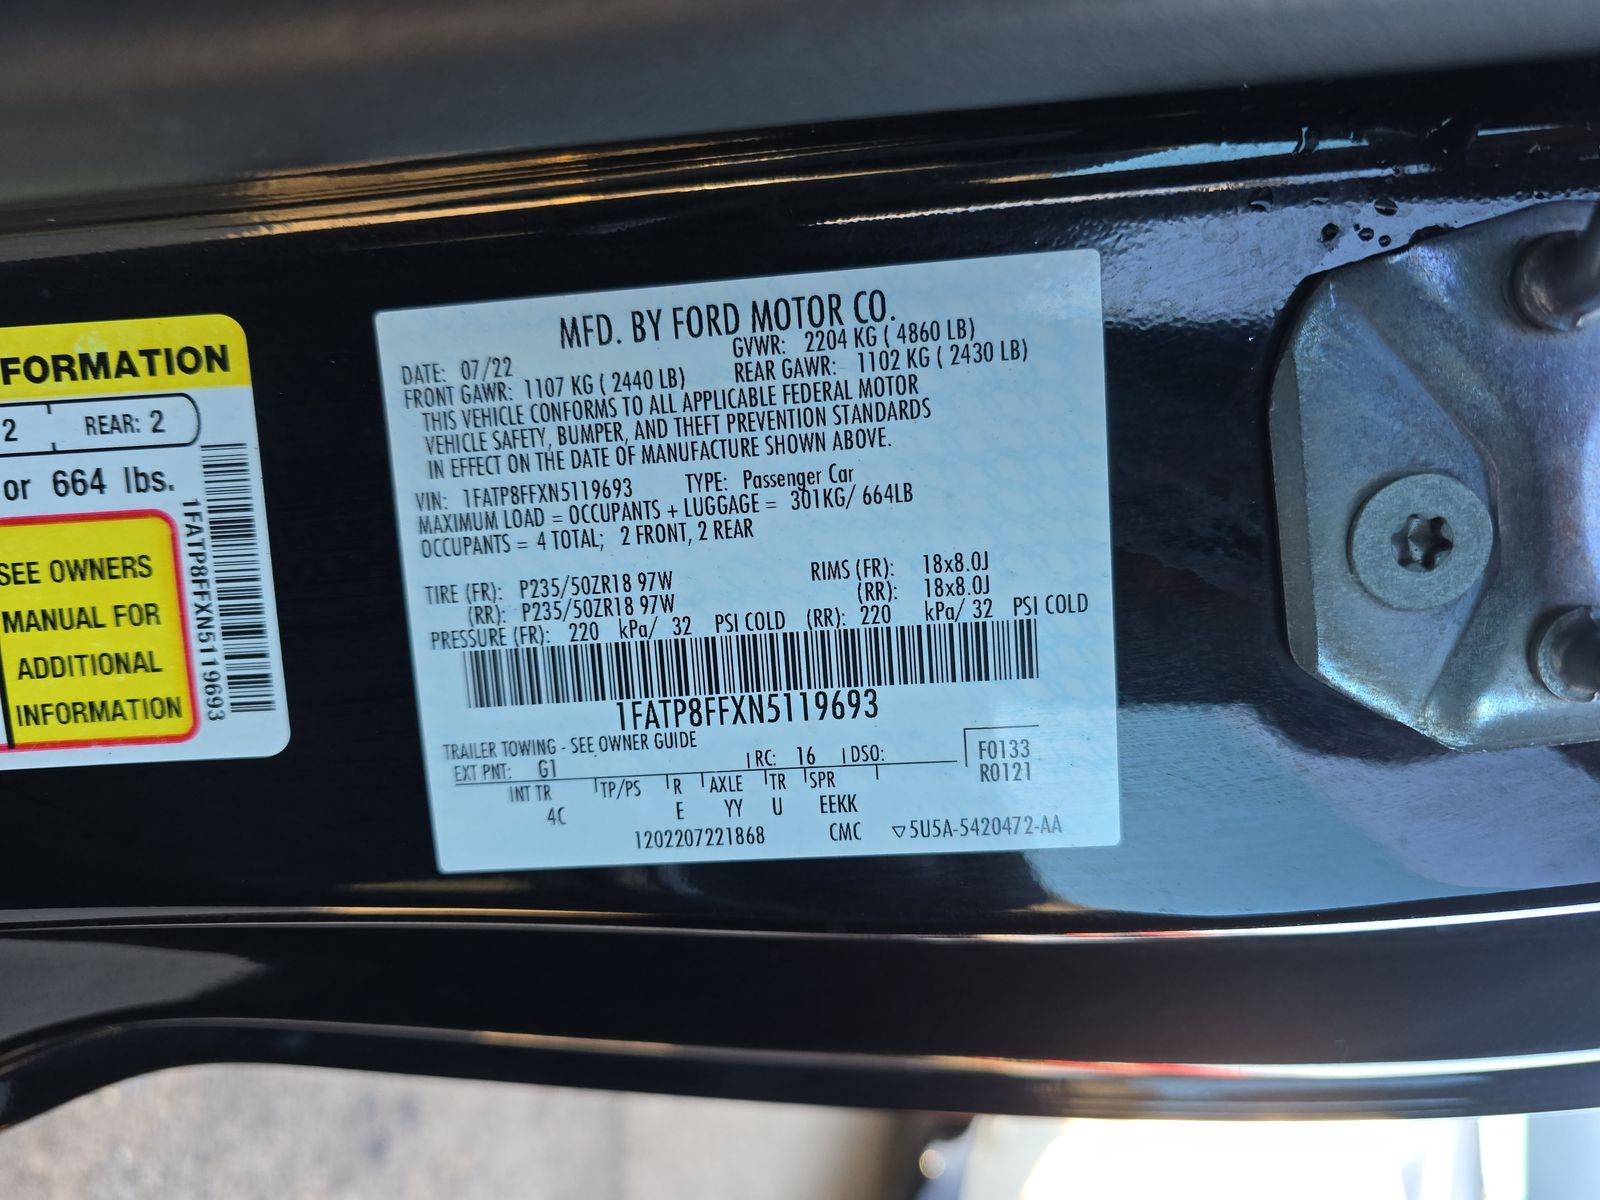 FORMATION
2 REAR: 2
or 664 lbs.
SEE OWNERS
MANUAL FOR
ADDITIONAL
INFORMATION
1FATP8FFXN5119693
MFD. BY FORD MOTOR CO.
DATE: 07/22 GVWR: 2204 KG ( 4860 LB)
FRONT GAWR: 1107 KG ( 2440 LB) REAR GAWR: 1102 KG ( 2430 LB)
THIS VEHICLE CONFORMS TO ALL APPLICABLE FEDERAL MOTOR
VEHICLE SAFETY, BUMPER, AND THEFT PREVENTION STANDARDS
IN EFFECT ON THE DATE OF MANUFACTURE SHOWN ABOVE.
VIN: 1FATP8FFXN5119693 TYPE: Passenger Car
MAXIMUM LOAD = OCCUPANTS + LUGGAGE = 301KG/ 664LB
OCCUPANTS = 4 TOTAL; 2 FRONT, 2 REAR
TIRE (FR): P235/50ZR18 97W RIMS (FR): 18x8.0J
(RR): P235/50ZR18 97W (RR): 18x8.0J
PRESSURE (FR): 220 kPa/ 32 PSI COLD (RR): 220 kPa/ 32 PSI COLD
1FATP8FFXN5119693
TRAILER TOWING - SEE OWNER GUIDE
EXT PNT: G1 RC: 16 DSO: F0133
INT TR TP/PS R AXLE TR SPR R0121
4C E YY U EEKK
1202207221868 CMC ▽5U5A-5420472-AA